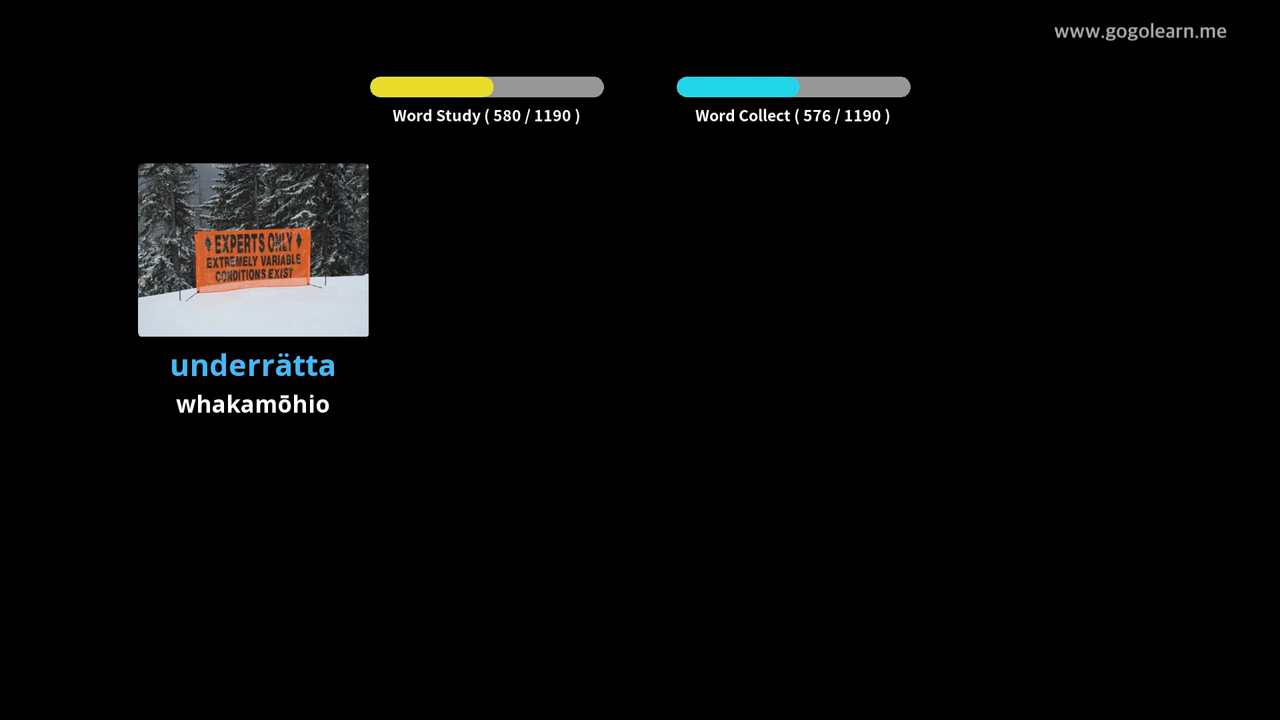 www.gogolearn.me
Word Study ( 580 / 1190 )
Word Collect ( 576 / 1190 )
EXPERTS ONLY
EXTREMELY VARIABLE
CONDITIONS EXIST
underrätta
whakamōhio